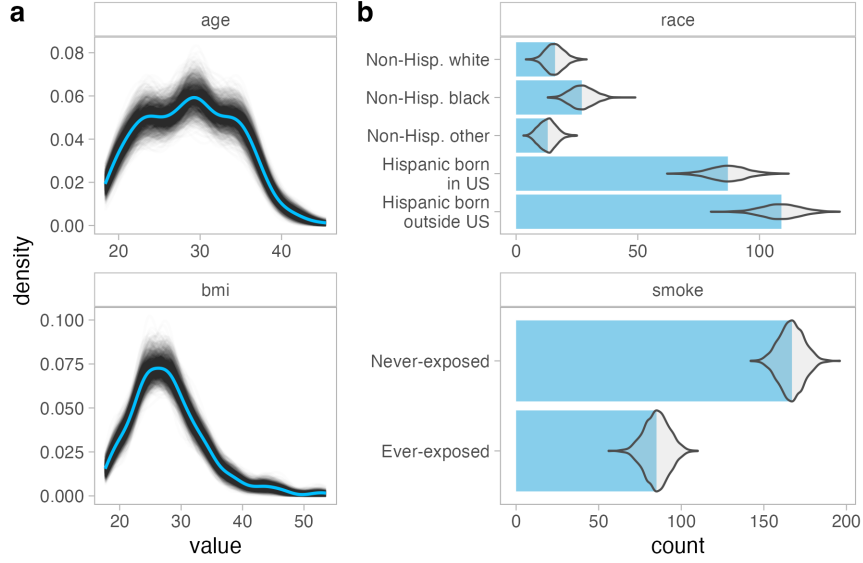 a
age
density
0.08
0.06
0.04
0.02
0.00
20 30 40
bmi
0.100
0.075
0.050
0.025
0.000
20 30 40 50
value
b
race
Non-Hisp. white
Non-Hisp. black
Non-Hisp. other
Hispanic born
in US
Hispanic born
outside US
0 50 100
smoke
Never-exposed
Ever-exposed
0 50 100 150 200
count